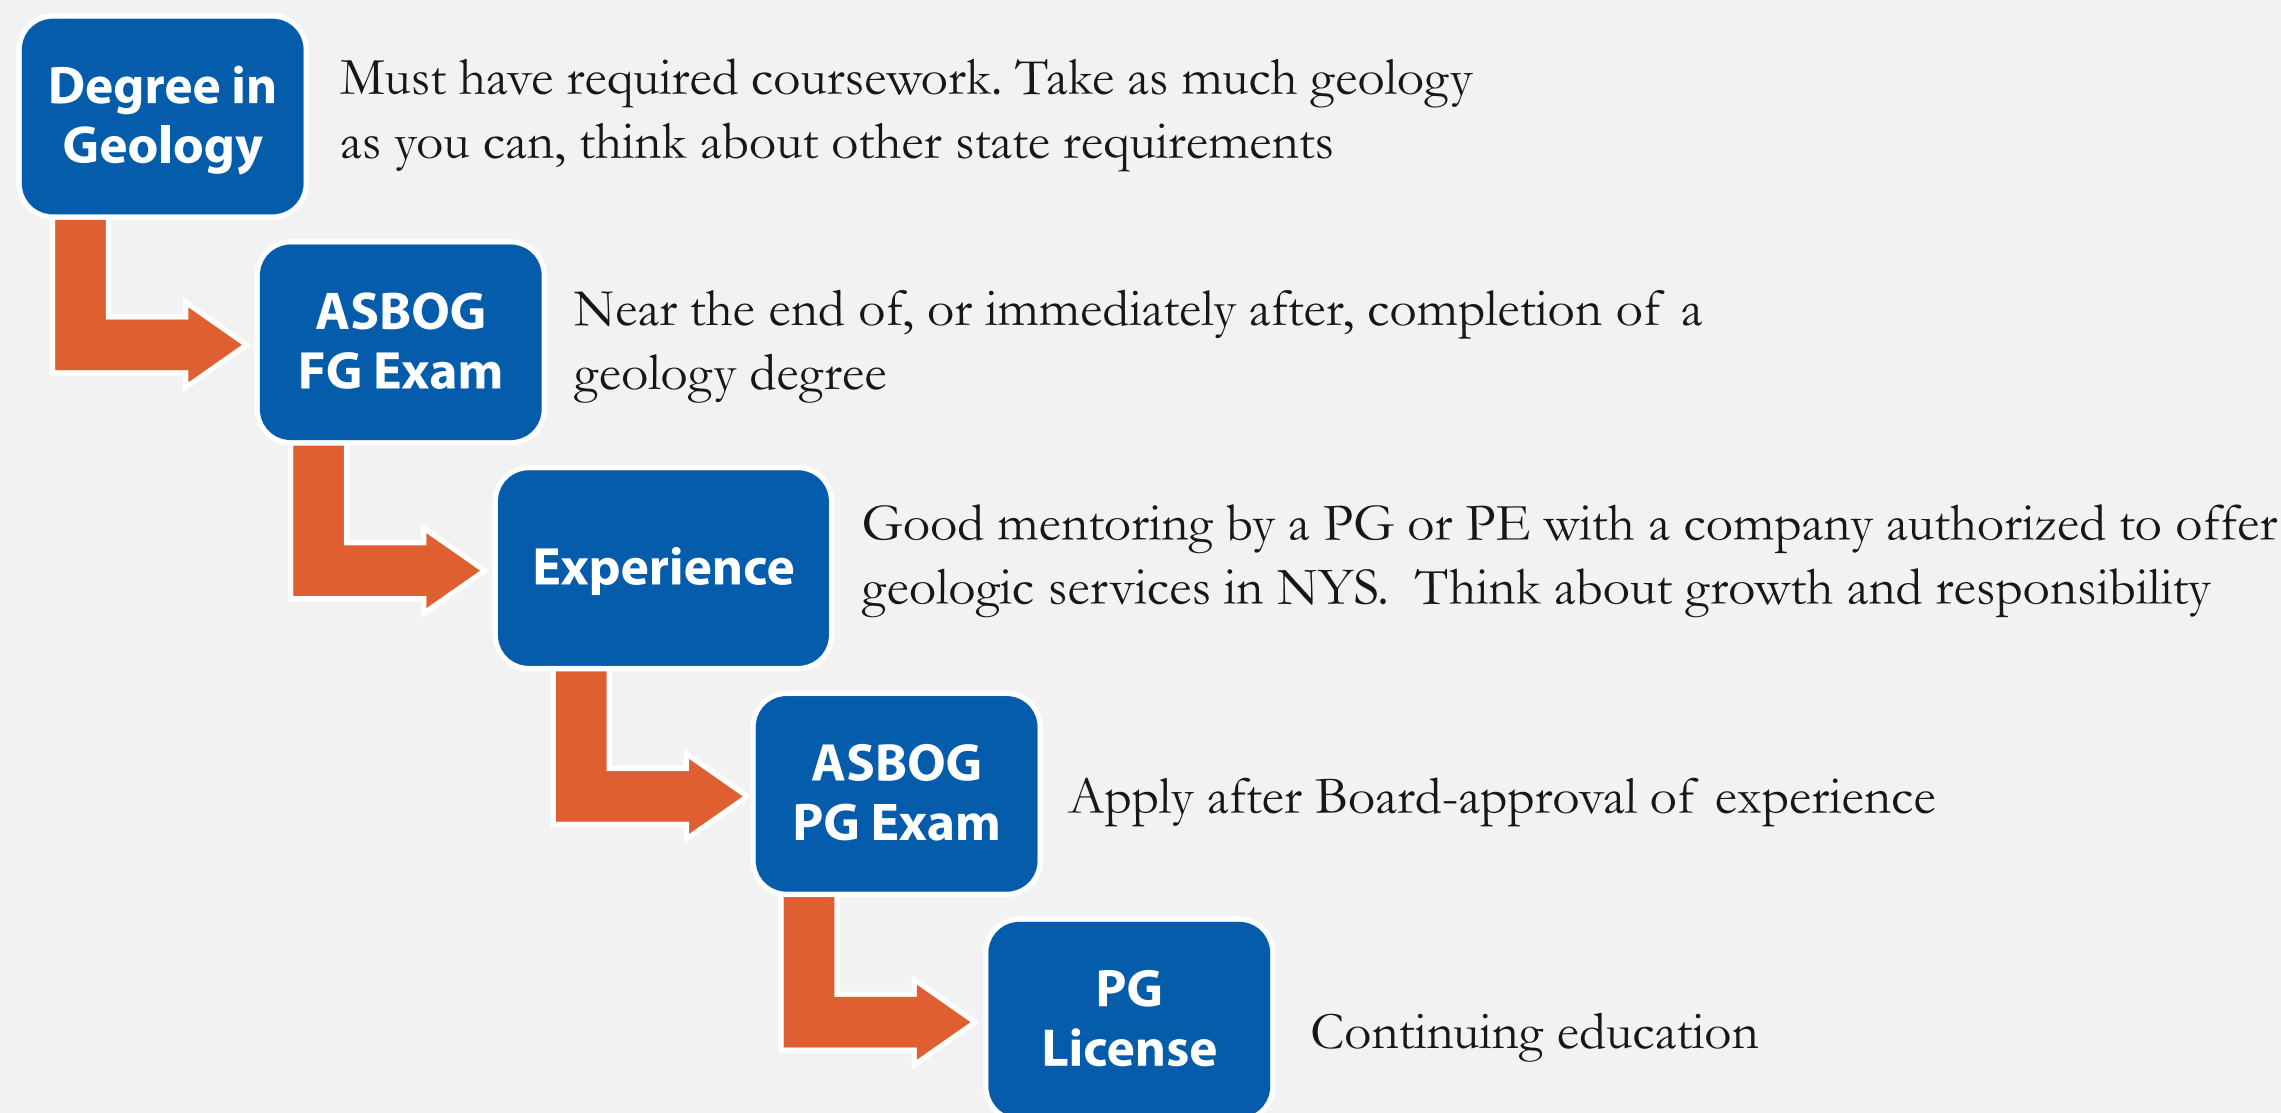 Degree in
Geology
Must have required coursework. Take as much geology
as you can, think about other state requirements
ASBOG
FG Exam
Near the end of, or immediately after, completion of a
geology degree
Experience
Good mentoring by a PG or PE with a company authorized to offer
geologic services in NYS. Think about growth and responsibility
ASBOG
PG Exam
Apply after Board-approval of experience
PG
License
Continuing education